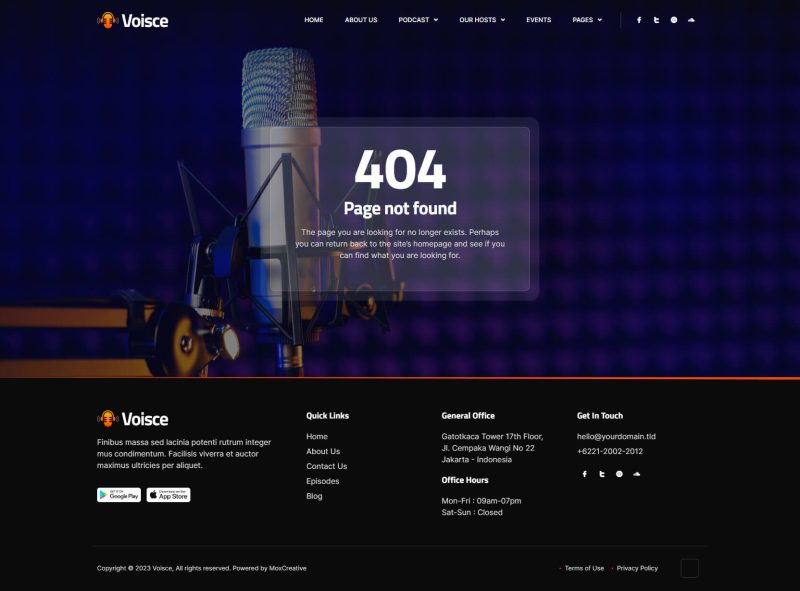 Voisce
HOME ABOUT US PODCAST OUR HOSTS EVENTS PAGES
404
Page not found
The page you are looking for no longer exists. Perhaps
you can return back to the site's homepage and see if you
can find what you are looking for.
Voisce
Finibus massa sed lacinia potenti rutrum integer
mus condimentum. Facilisis viverra et auctor
maximus ultricies per aliquet.
GET IT ON
Google Play
Download on the
App Store
Quick Links
Home
About Us
Contact Us
Episodes
Blog
General Office
Gatotkaca Tower 17th Floor,
Jl. Cempaka Wangi No 22
Jakarta - Indonesia
Office Hours
Mon-Fri : 09am-07pm
Sat-Sun : Closed
Get In Touch
hello@yourdomain.tld
+6221-2002-2012
Copyright © 2023 Voisce, All rights reserved. Powered by MoxCreative
Terms of Use Privacy Policy